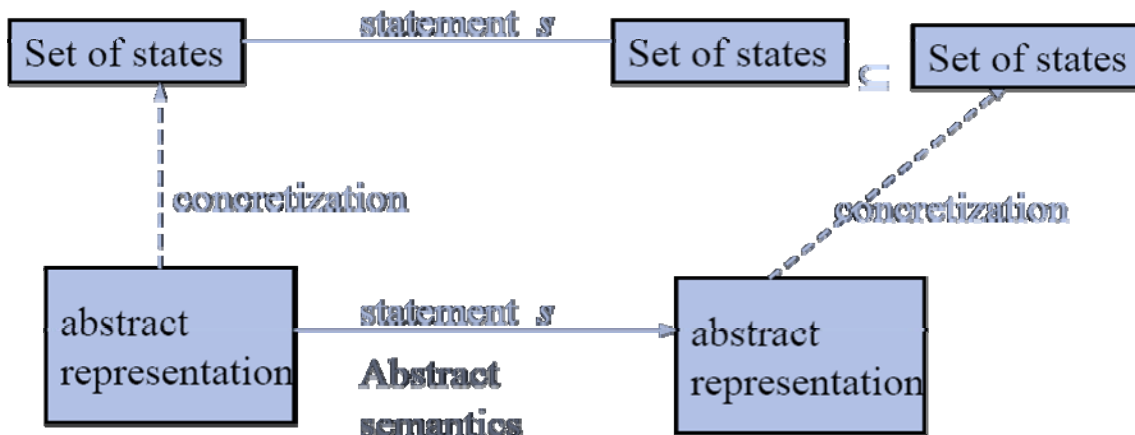 statement s
Set of states
Set of states
⊆
Set of states
concretization
concretization
abstract
representation
statement s
Abstract
semantics
abstract
representation